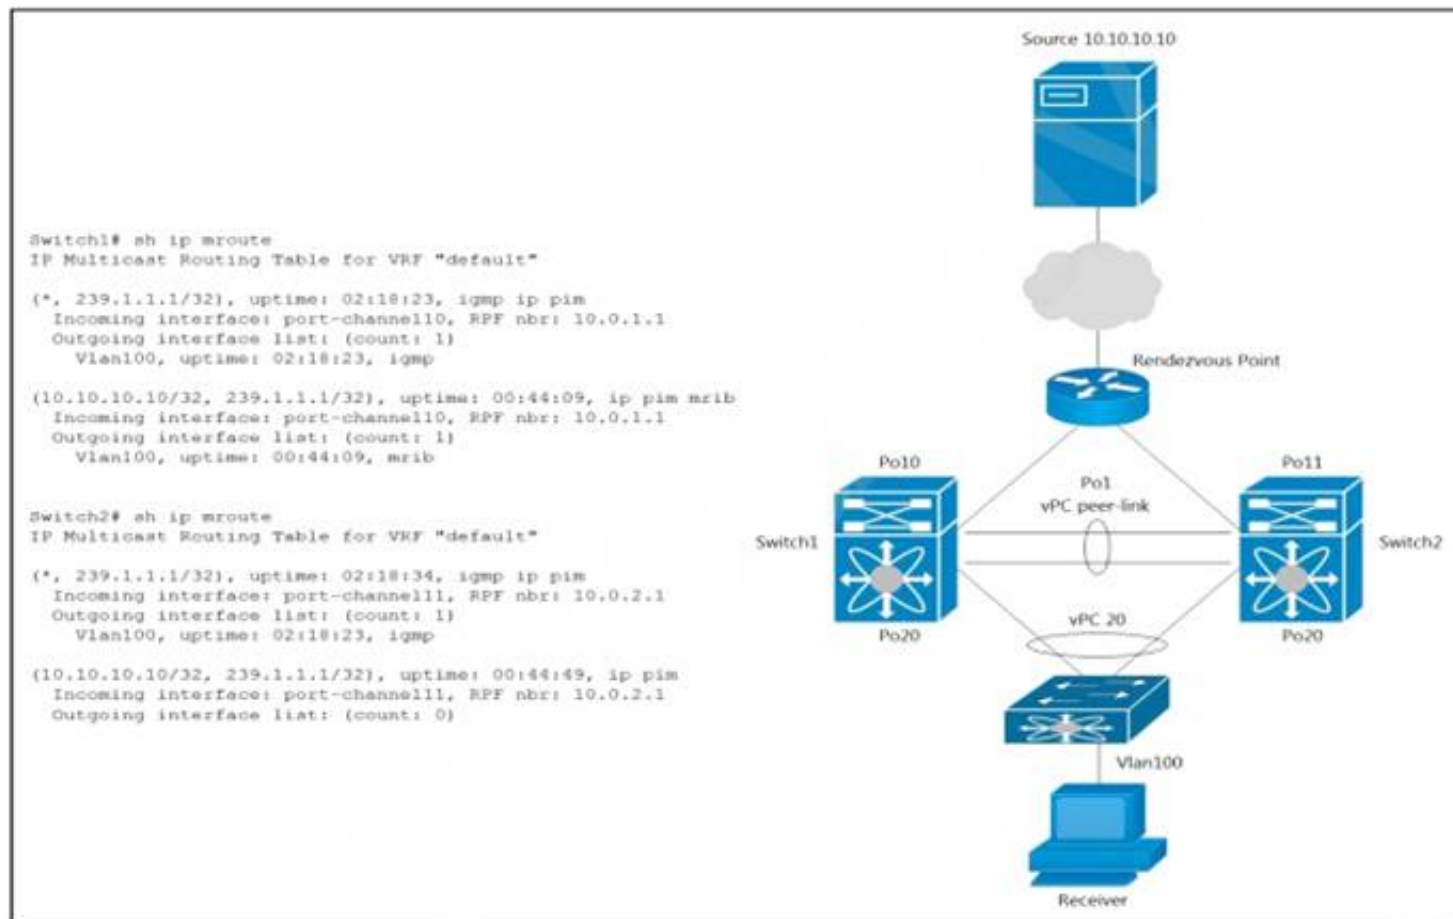 Switch1# sh ip mroute
IP Multicast Routing Table for VRF "default"
(*, 239.1.1.1/32), uptime: 02:18:23, igmp ip pim
Incoming interface: port-channel10, RPF nbr: 10.0.1.1
Outgoing interface list: (count: 1)
Vlan100, uptime: 02:18:23, igmp
(10.10.10.10/32, 239.1.1.1/32), uptime: 00:44:09, ip pim mrib
Incoming interface: port-channel10, RPF nbr: 10.0.1.1
Outgoing interface list: (count: 1)
Vlan100, uptime: 00:44:09, mrib
Switch2# sh ip mroute
IP Multicast Routing Table for VRF "default"
(*, 239.1.1.1/32), uptime: 02:18:34, igmp ip pim
Incoming interface: port-channel11, RPF nbr: 10.0.2.1
Outgoing interface list: (count: 1)
Vlan100, uptime: 02:18:23, igmp
(10.10.10.10/32, 239.1.1.1/32), uptime: 00:44:49, ip pim
Incoming interface: port-channel11, RPF nbr: 10.0.2.1
Outgoing interface list: (count: 0)
Source 10.10.10.10
Rendezvous Point
Po10
Po11
Po1
vPC peer-link
Switch1
Switch2
Po20
vPC 20
Po20
Vlan100
Receiver